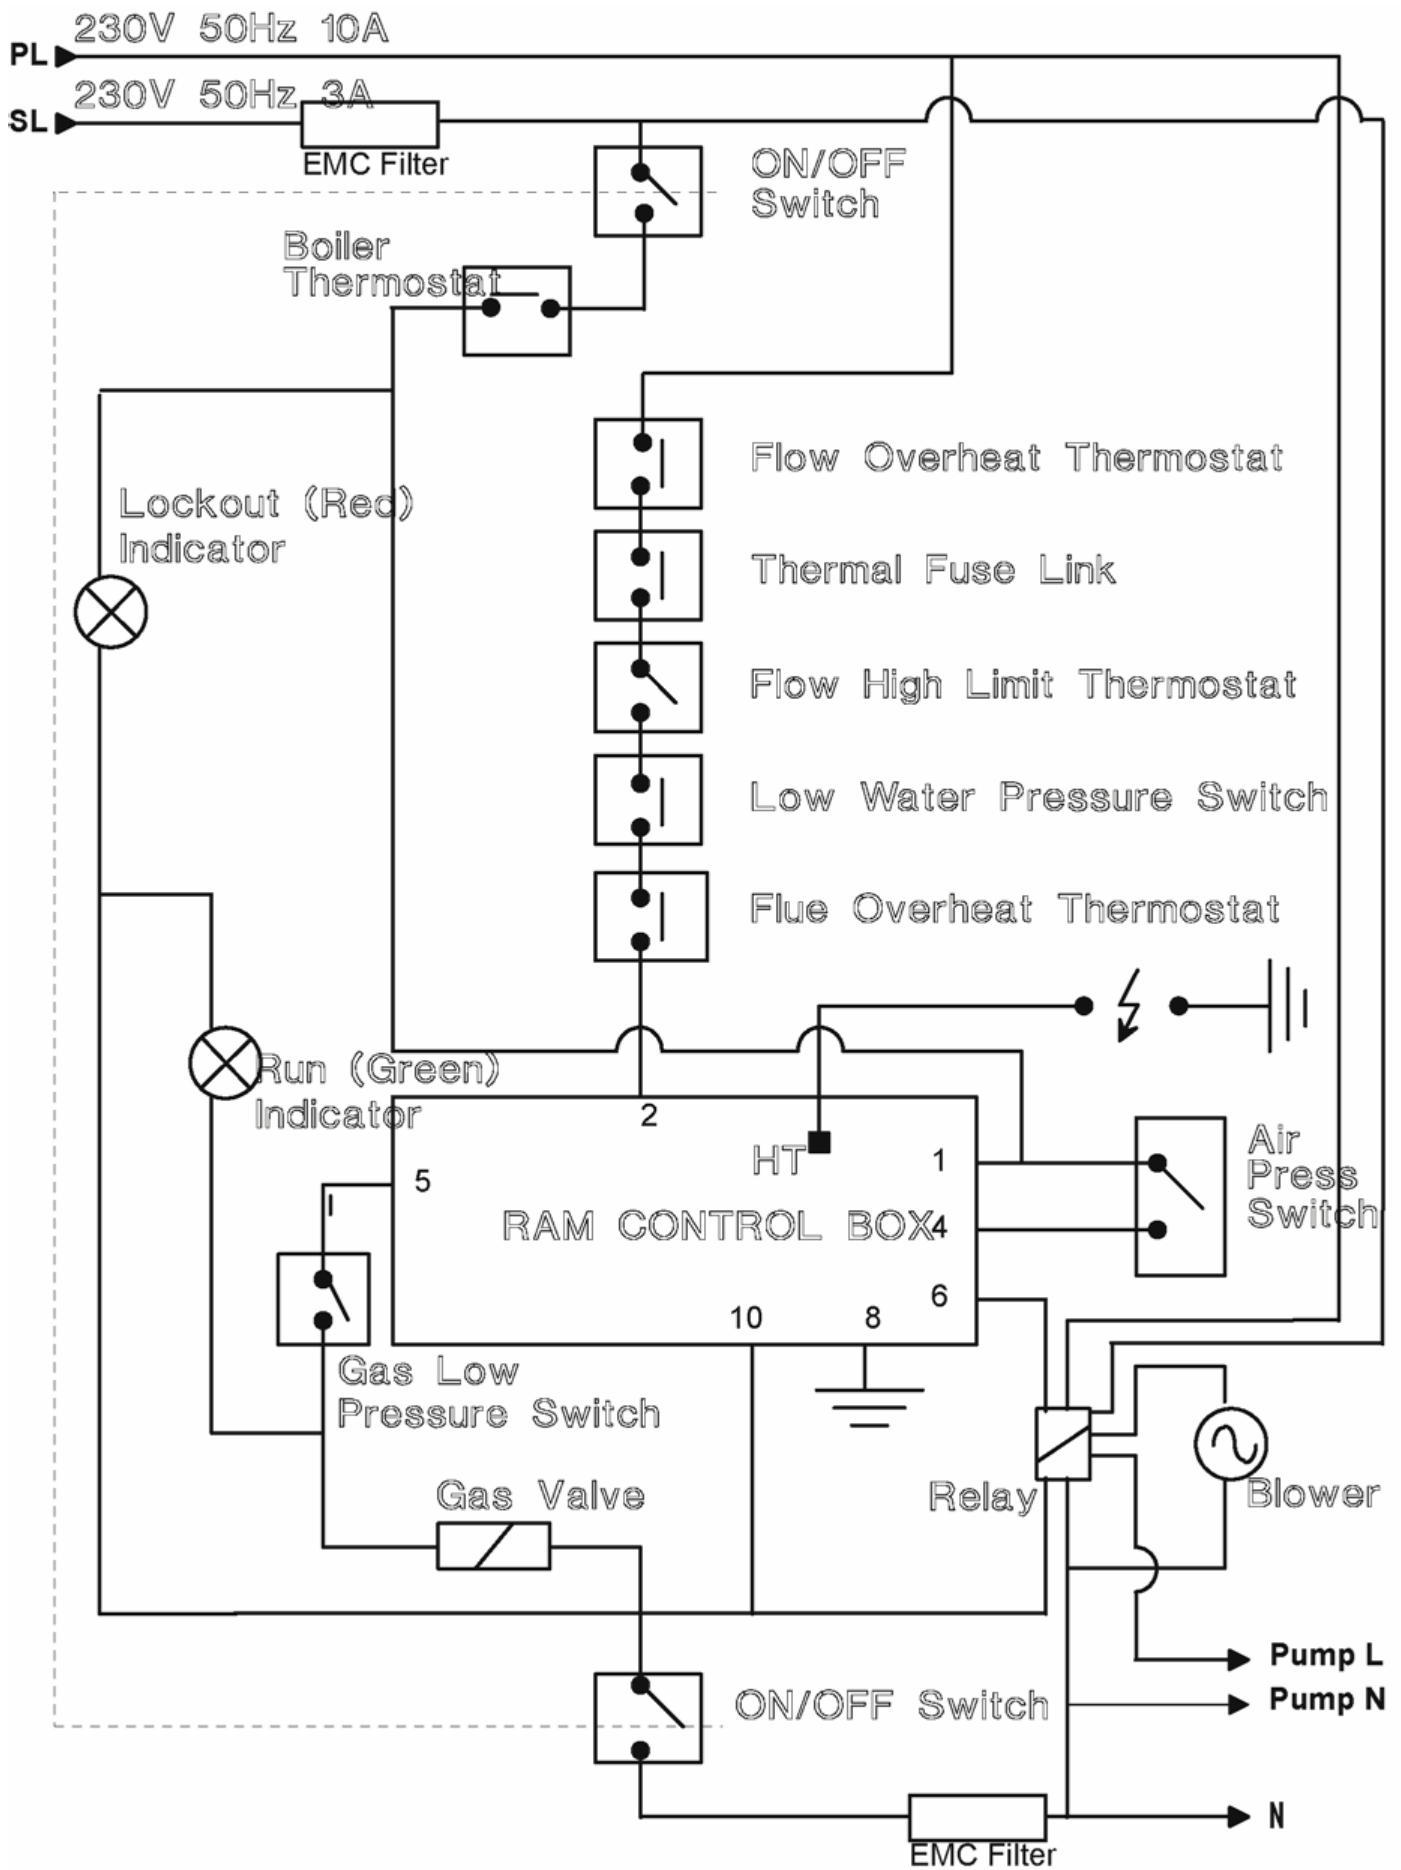 230V 50Hz 10A
PL
230V 50Hz 3A
SL
EMC Filter
ON/OFF
Switch
Boiler
Thermostat
Flow Overheat Thermostat
Lockout (Red)
Indicator
Thermal Fuse Link
Flow High Limit Thermostat
Low Water Pressure Switch
Flue Overheat Thermostat
Run (Green)
Indicator
2
HT
1
Air
Press
Switch
5
RAM CONTROL BOX
4
6
10
8
Gas Low
Pressure Switch
Gas Valve
Relay
Blower
Pump L
Pump N
ON/OFF Switch
N
EMC Filter